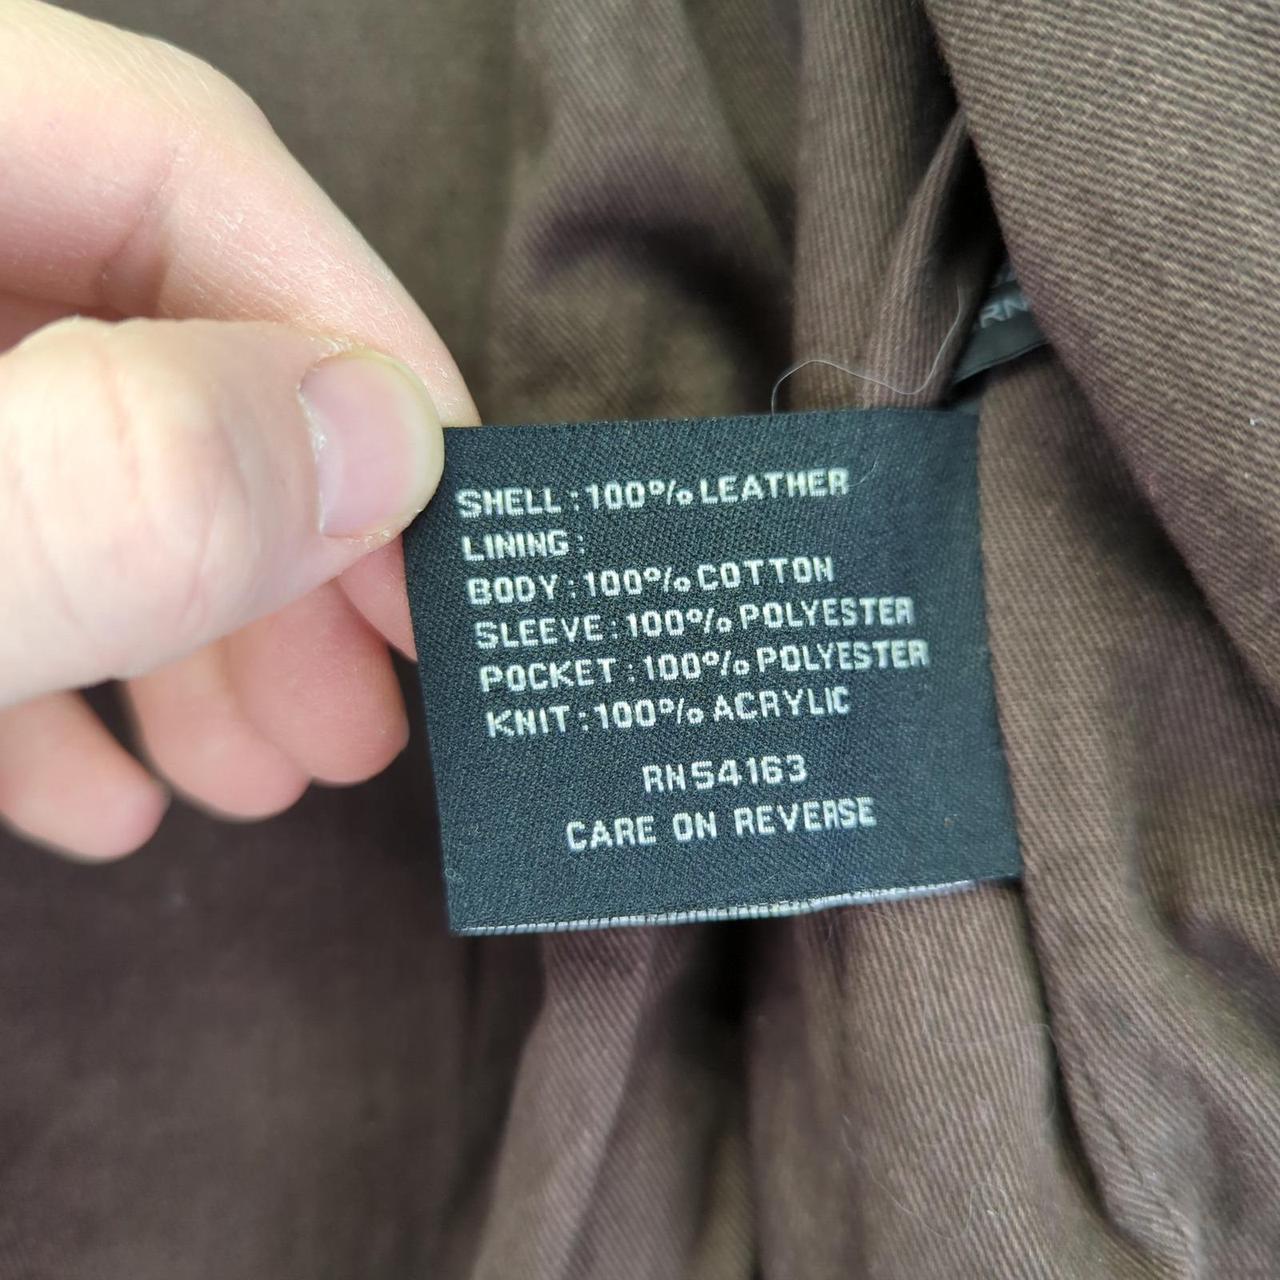 SHELL : 100% LEATHER
LINING :
BODY : 100% COTTON
SLEEVE : 100% POLYESTER
POCKET : 100% POLYESTER
KNIT : 100% ACRYLIC
RN54163
CARE ON REVERSE